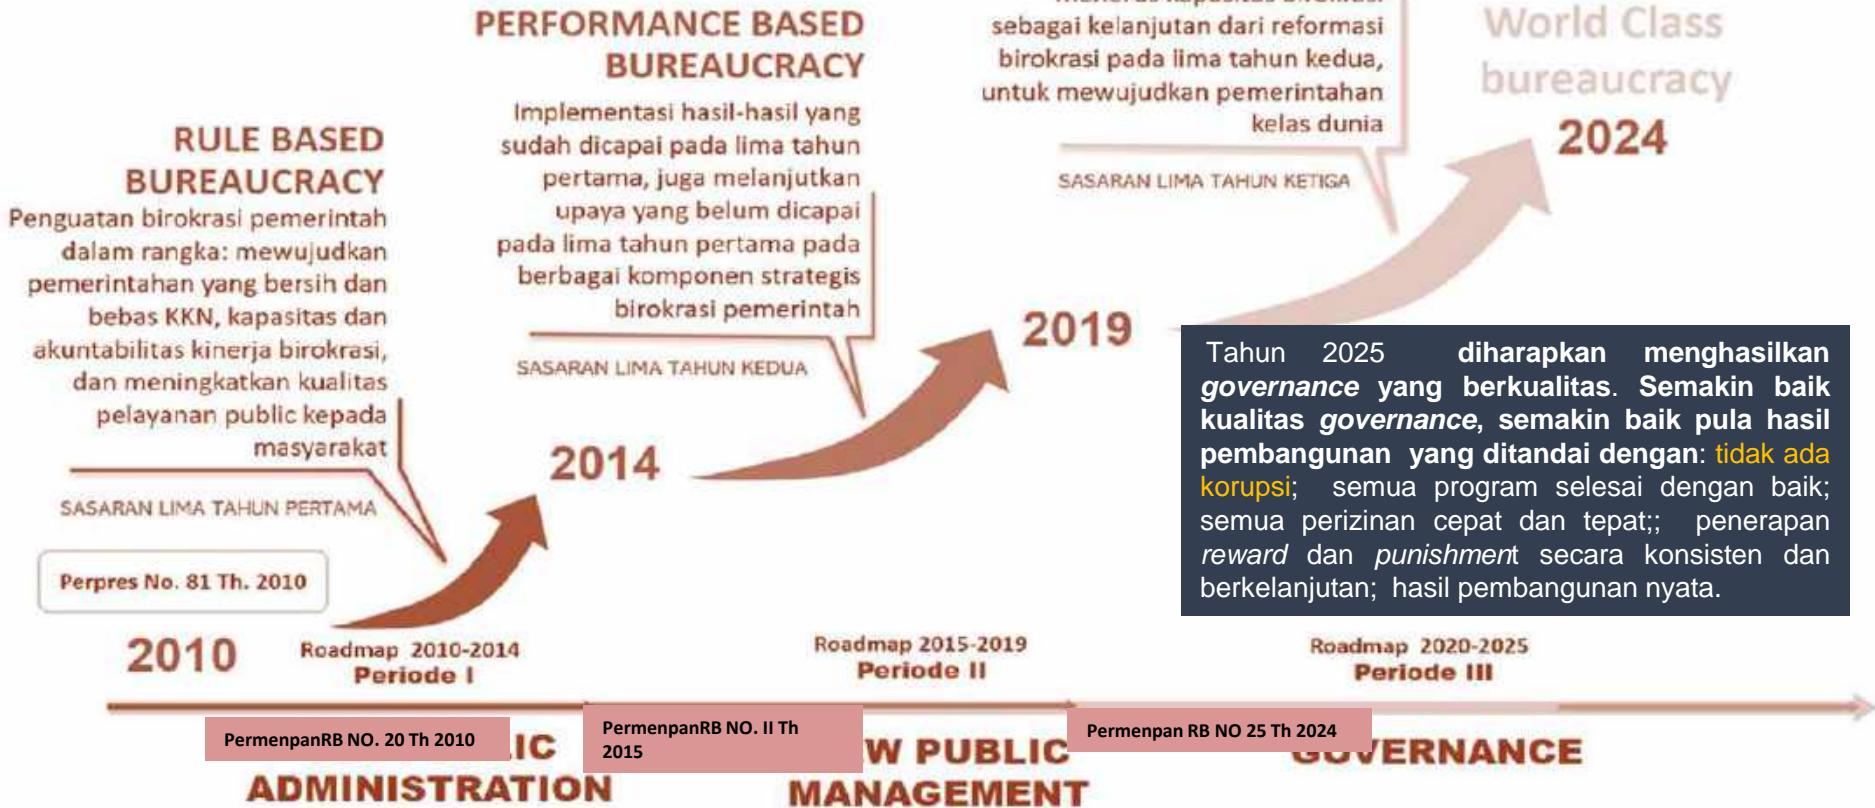 PERFORMANCE BASED
BUREAUCRACY
Implementasi hasil-hasil yang
sudah dicapai pada lima tahun
pertama, juga melanjutkan
upaya yang belum dicapai
pada lima tahun pertama pada
berbagai komponen strategis
birokrasi pemerintah
SASARAN LIMA TAHUN KEDUA
sebagai kelanjutan dari reformasi
birokrasi pada lima tahun kedua,
untuk mewujudkan pemerintahan
kelas dunia
SASARAN LIMA TAHUN KETIGA
World Class
bureaucracy
2024
RULE BASED
BUREAUCRACY
Penguatan birokrasi pemerintah
dalam rangka: mewujudkan
pemerintahan yang bersih dan
bebas KKN, kapasitas dan
akuntabilitas kinerja birokrasi,
dan meningkatkan kualitas
pelayanan public kepada
masyarakat
SASARAN LIMA TAHUN PERTAMA
Perpres No. 81 Th. 2010
2010
2014
2019
Tahun 2025 diharapkan menghasilkan
governance yang berkualitas. Semakin baik
kualitas governance, semakin baik pula hasil
pembangunan yang ditandai dengan: tidak ada
korupsi; semua program selesai dengan baik;
semua perizinan cepat dan tepat;; penerapan
reward dan punishment secara konsisten dan
berkelanjutan; hasil pembangunan nyata.
Roadmap 2010-2014
Periode I
Roadmap 2015-2019
Periode II
Roadmap 2020-2025
Periode III
PermenpanRB NO. 20 Th 2010
IC
ADMINISTRATION
PermenpanRB NO. II Th
2015
W PUBLIC
MANAGEMENT
Permenpan RB NO 25 Th 2024
GOVERNANCE